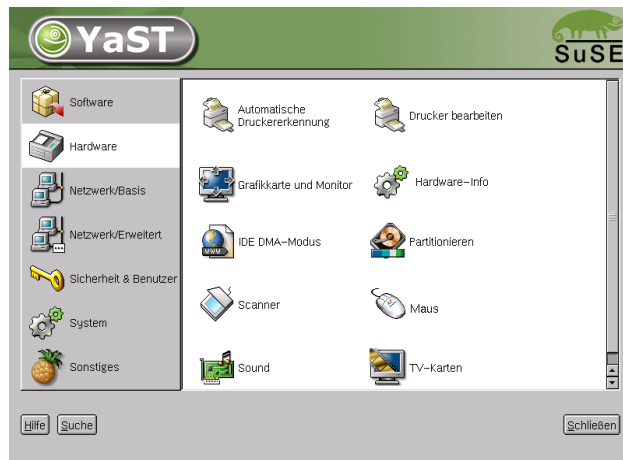 YaST
SuSE
Software
Hardware
Netzwerk/Basis
Netzwerk/Erweitert
Sicherheit & Benutzer
System
Sonstiges
Automatische
Druckererkennung
Drucker bearbeiten
Grafikkarte und Monitor
Hardware-Info
IDE DMA-Modus
Partitionieren
Scanner
Maus
Sound
TV-Karten
Hilfe
Suche
Schließen